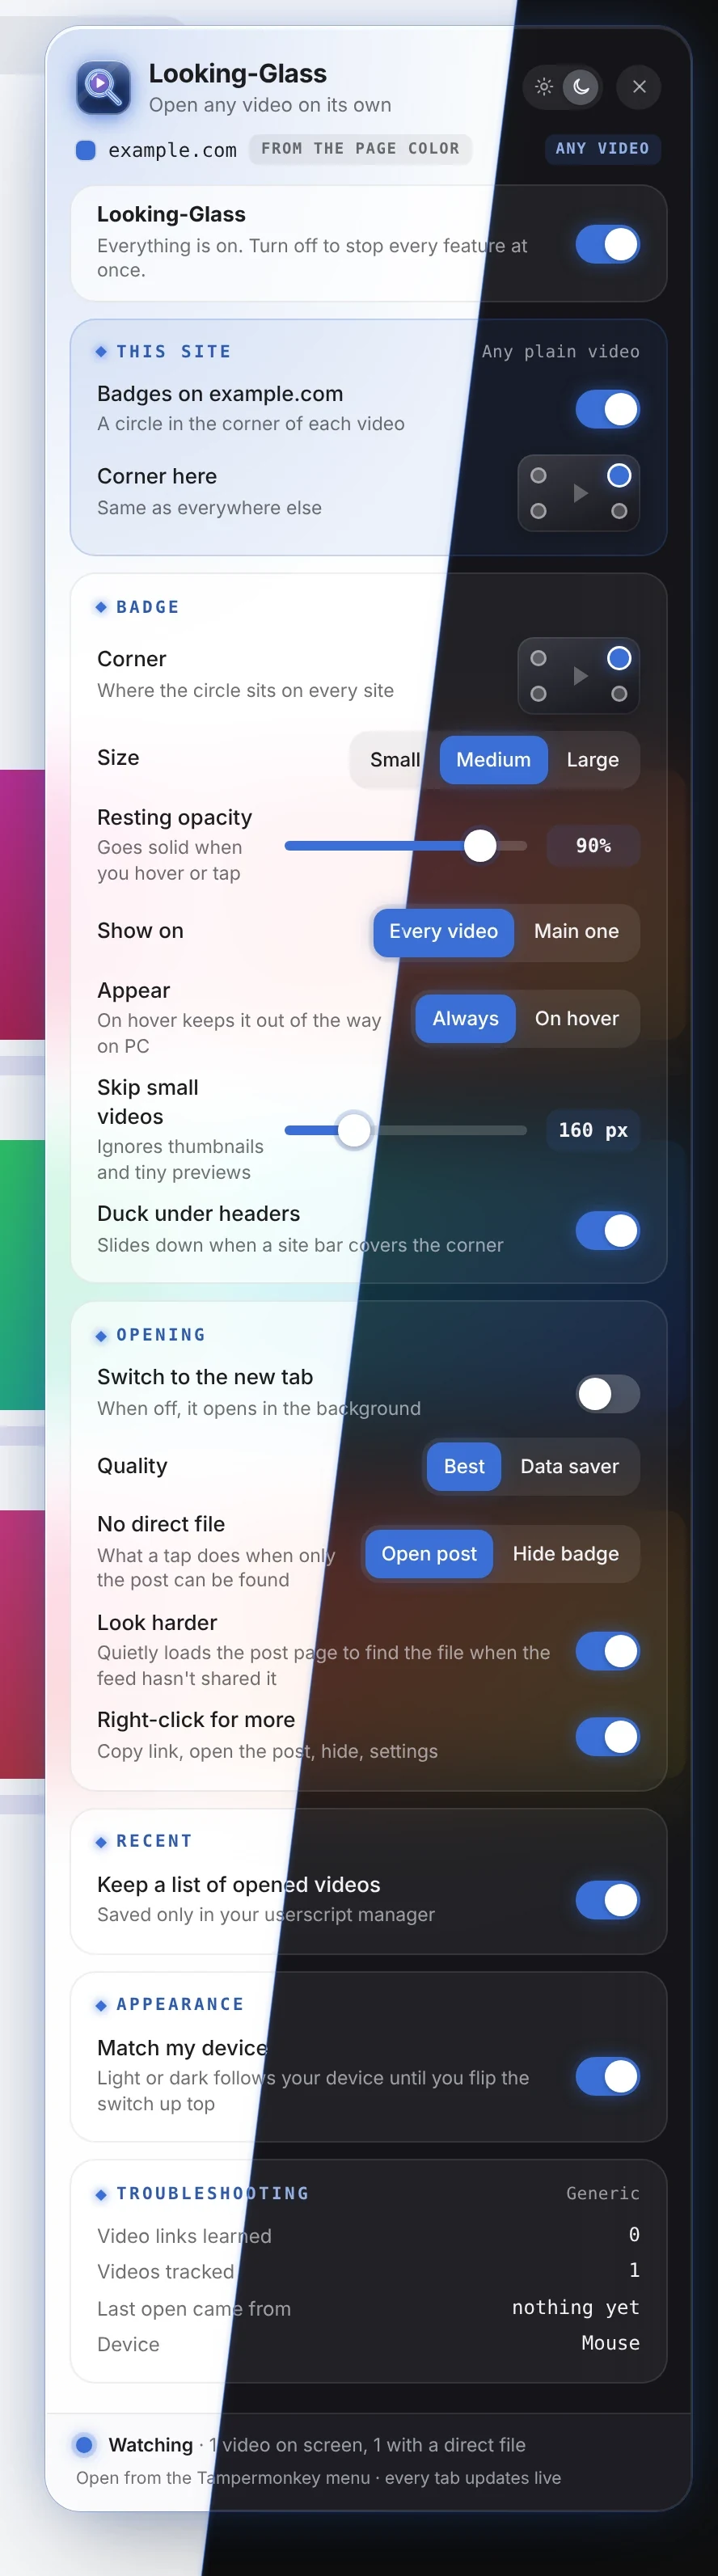 Looking-Glass
Open any video on its own
example.com FROM THE PAGE COLOR ANY VIDEO
Looking-Glass
Everything is on. Turn off to stop every feature at
once.
THIS SITE Any plain video
Badges on example.com
A circle in the corner of each video
Corner here
Same as everywhere else
BADGE
Corner
Where the circle sits on every site
Size Small Medium Large
Resting opacity
Goes solid when
you hover or tap
90%
Show on Every video Main one
Appear
On hover keeps it out of the way
on PC
Always On hover
Skip small
videos
Ignores thumbnails
and tiny previews
160 px
Duck under headers
Slides down when a site bar covers the corner
OPENING
Switch to the new tab
When off, it opens in the background
Quality Best Data saver
No direct file
What a tap does when only
the post can be found
Open post Hide badge
Look harder
Quietly loads the post page to find the file when the
feed hasn't shared it
Right-click for more
Copy link, open the post, hide, settings
RECENT
Keep a list of opened videos
Saved only in your userscript manager
APPEARANCE
Match my device
Light or dark follows your device until you flip the
switch up top
TROUBLESHOOTING Generic
Video links learned 0
Videos tracked 1
Last open came from nothing yet
Device Mouse
Watching · 1 video on screen, 1 with a direct file
Open from the Tampermonkey menu · every tab updates live